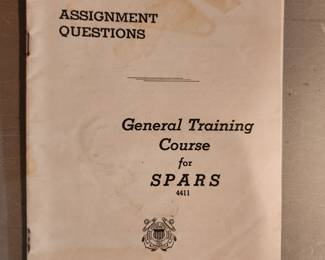 ASSIGNMENT
QUESTIONS
General Training
Course
for
SPARS
4411